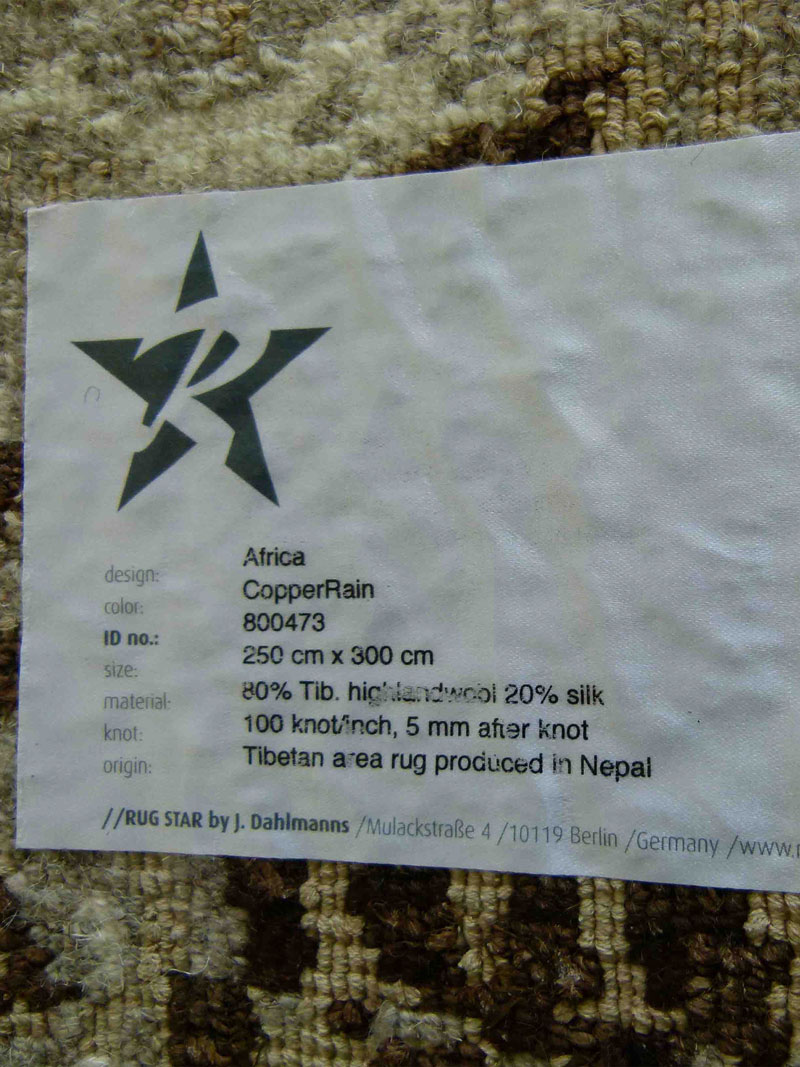 R
design: Africa
color: CopperRain
ID no.: 800473
size: 250 cm x 300 cm
material: 80% Tib. highlandwool 20% silk
knot: 100 knot/inch, 5 mm after knot
origin: Tibetan area rug produced in Nepal
//RUG STAR by J. Dahlmanns /Mulackstraße 4 /10119 Berlin /Germany /www.